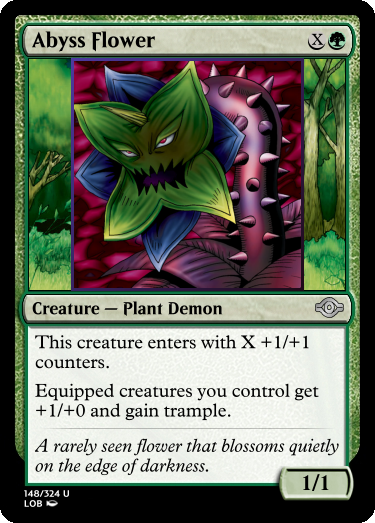 Abyss Flower X
Creature — Plant Demon
This creature enters with X +1/+1
counters.
Equipped creatures you control get
+1/+0 and gain trample.
A rarely seen flower that blossoms quietly
on the edge of darkness.
1/1
148/324 U
LOB